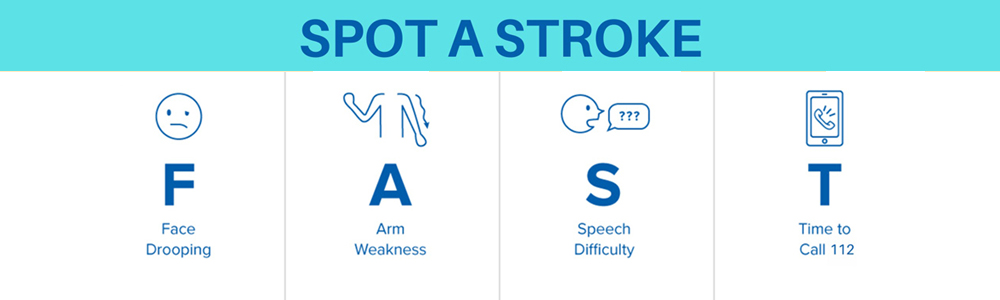 SPOT A STROKE
???
F
Face
Drooping
A
Arm
Weakness
S
Speech
Difficulty
T
Time to
Call 112